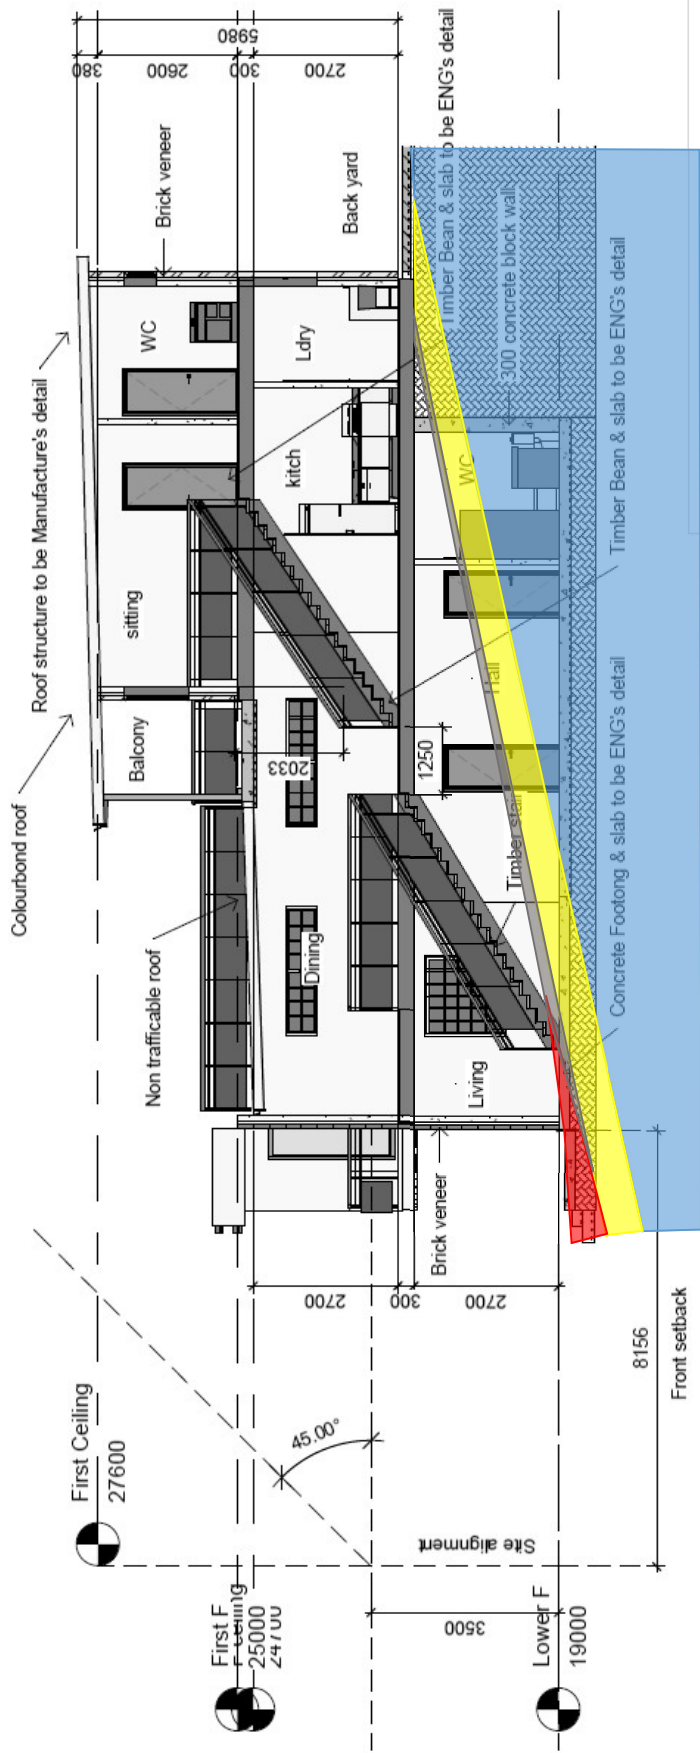 Roof structure to be Manufacture's detail
Colourbond roof
Brick veneer
Back yard
5980
380
2600
300
2700
WC
sitting
Balcony
Ldry
kitch
Dining
2033
1250
Non trafficable roof
Timber Bean & slab to be ENG's detail
300 concrete block wall
WC
Hall
Timber stair
Living
Timber Bean & slab to be ENG's detail
Concrete Footong & slab to be ENG's detail
Brick veneer
2700
300
2700
8156
Front setback
45.00°
Site alignment
3500
First Ceiling
27600
First F
25000
24700
Lower F
19000